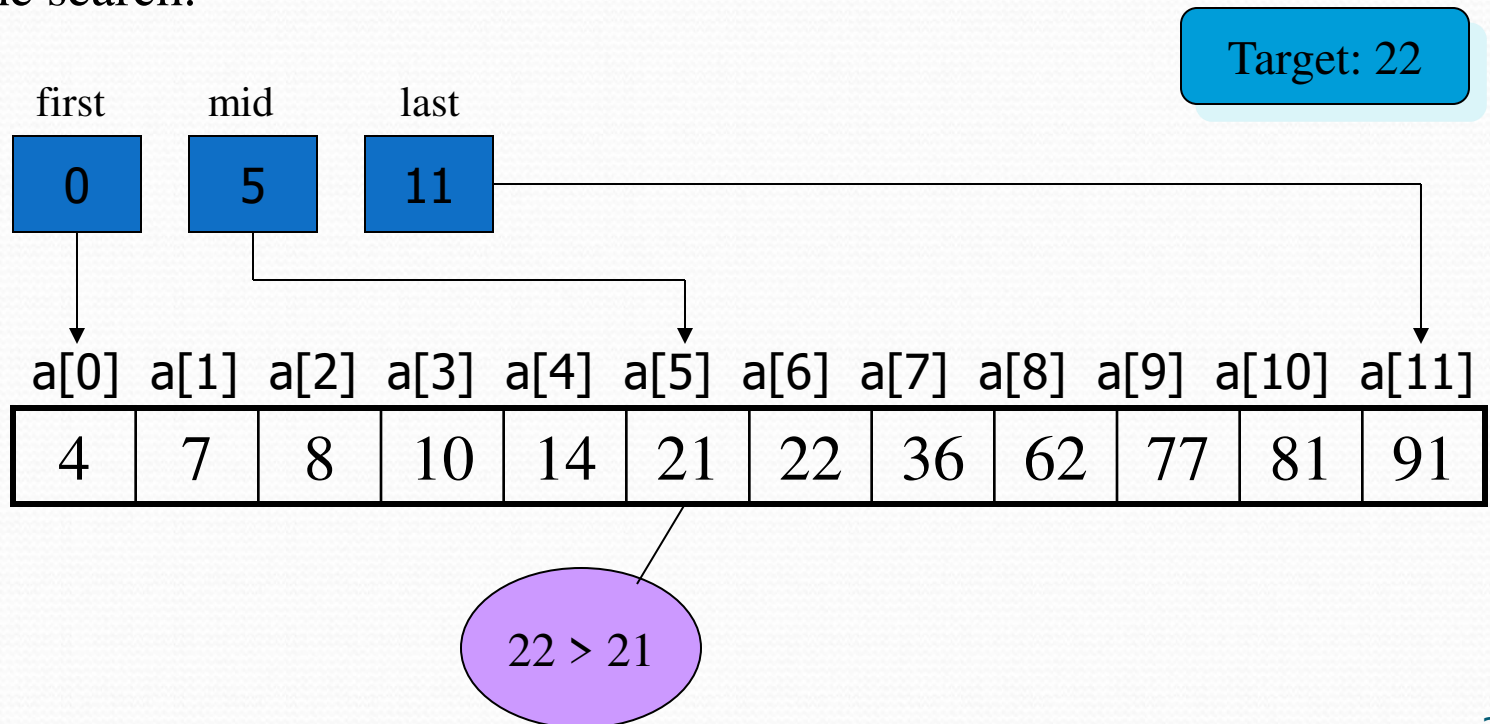 search.
Target: 22
first mid last
0 5 11
a[0] a[1] a[2] a[3] a[4] a[5] a[6] a[7] a[8] a[9] a[10] a[11]
4 7 8 10 14 21 22 36 62 77 81 91
22 > 21